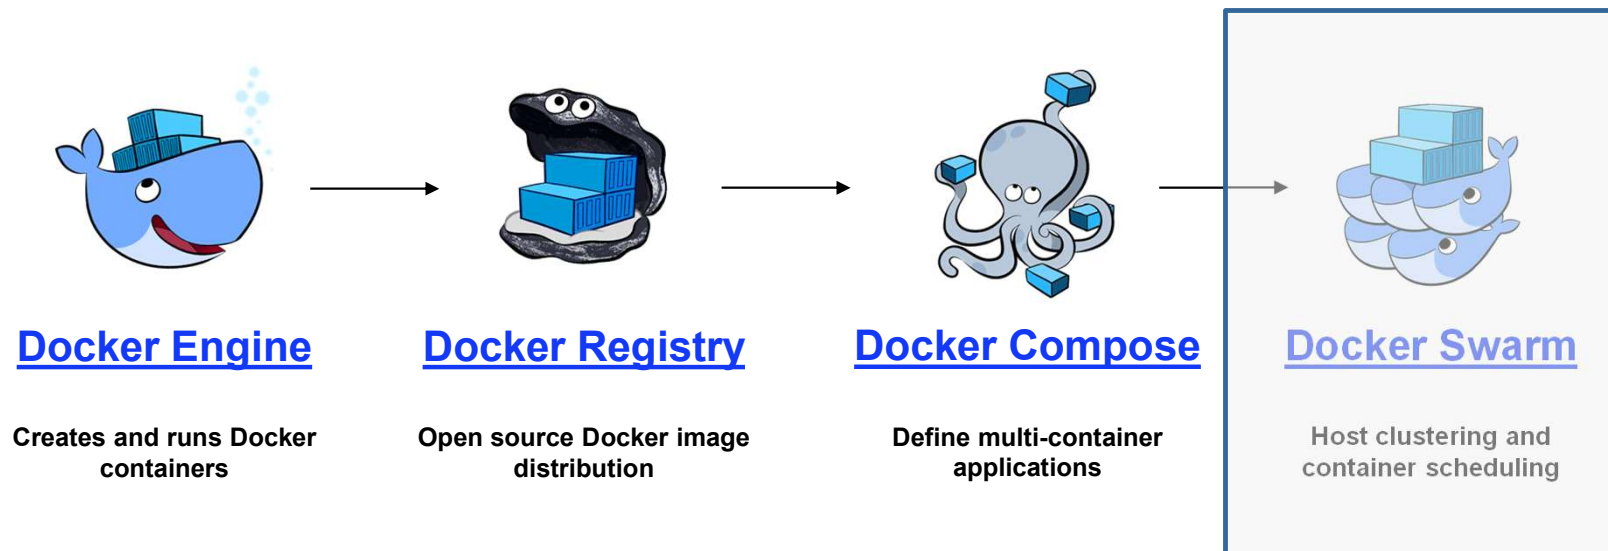 Docker Engine
Docker Registry
Docker Compose
Docker Swarm
Creates and runs Docker
containers
Open source Docker image
distribution
Define multi-container
applications
Host clustering and
container scheduling